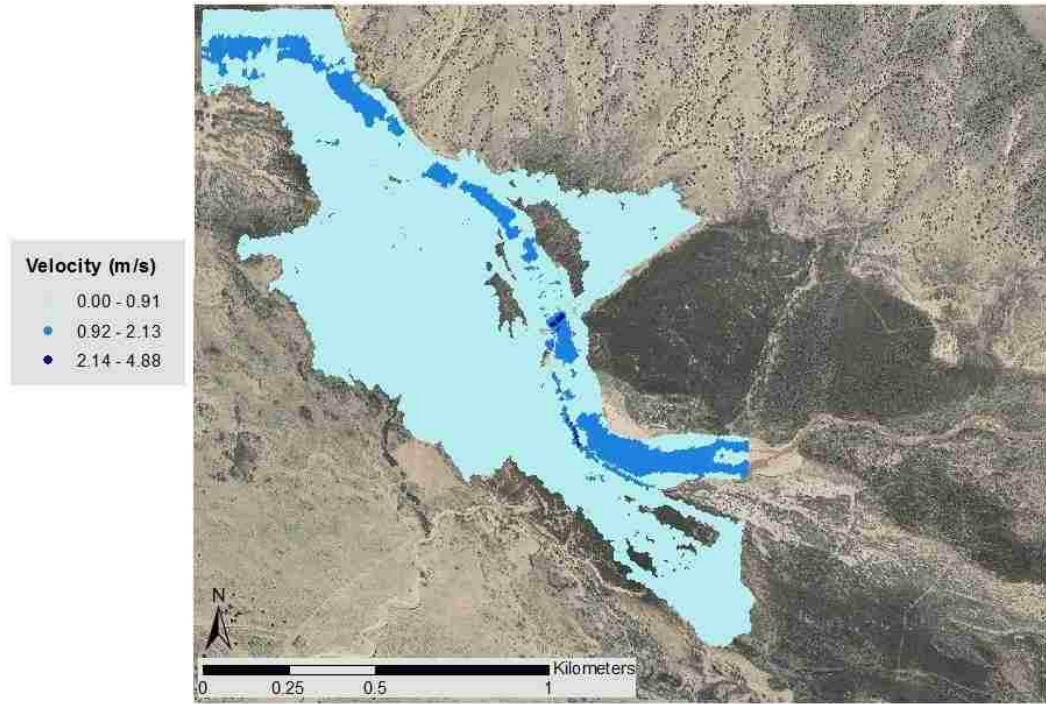 Velocity (m/s)
0.00 - 0.91
0.92 - 2.13
2.14 - 4.88
N
Kilometers
0 0.25 0.5 1